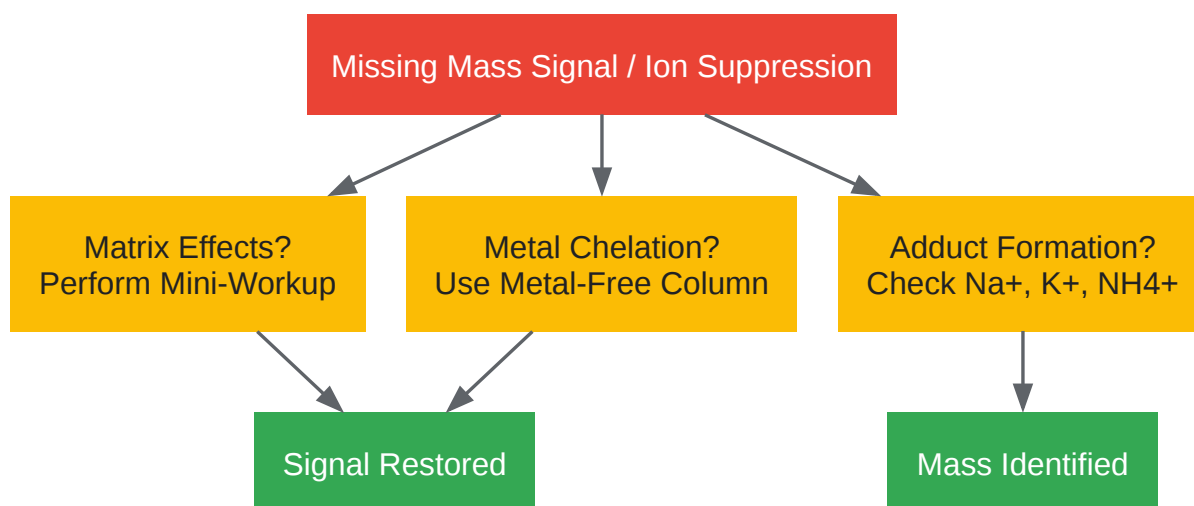 Missing Mass Signal / Ion Suppression
Matrix Effects?
Perform Mini-Workup
Metal Chelation?
Use Metal-Free Column
Adduct Formation?
Check Na+, K+, NH4+
Signal Restored
Mass Identified